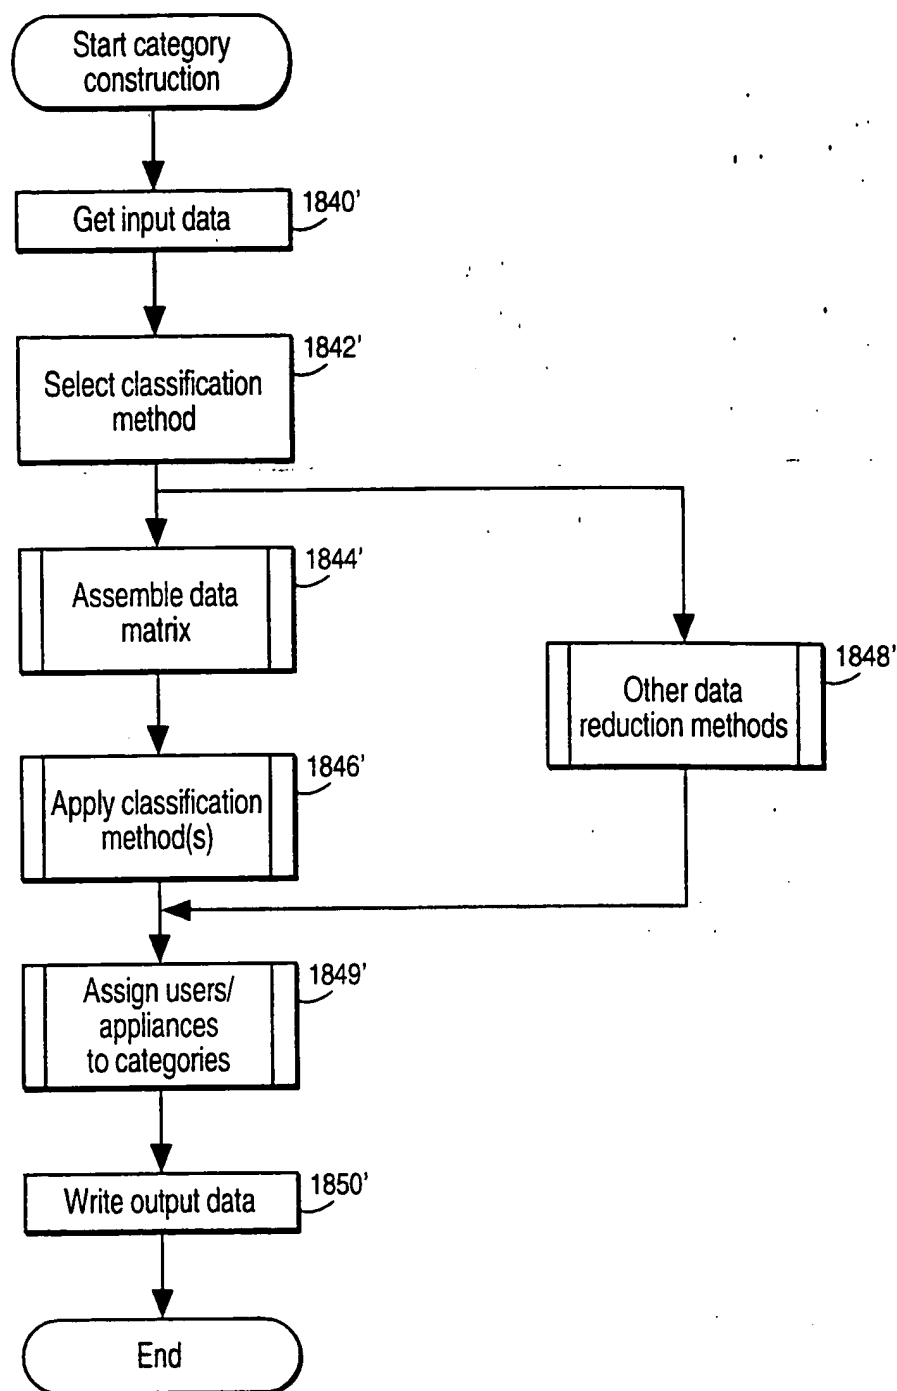 Start category
construction
Get input data
1840'
Select classification
method
1842'
Assemble data
matrix
1844'
Other data
reduction methods
1848'
Apply classification
method(s)
1846'
Assign users/
appliances
to categories
1849'
Write output data
1850'
End